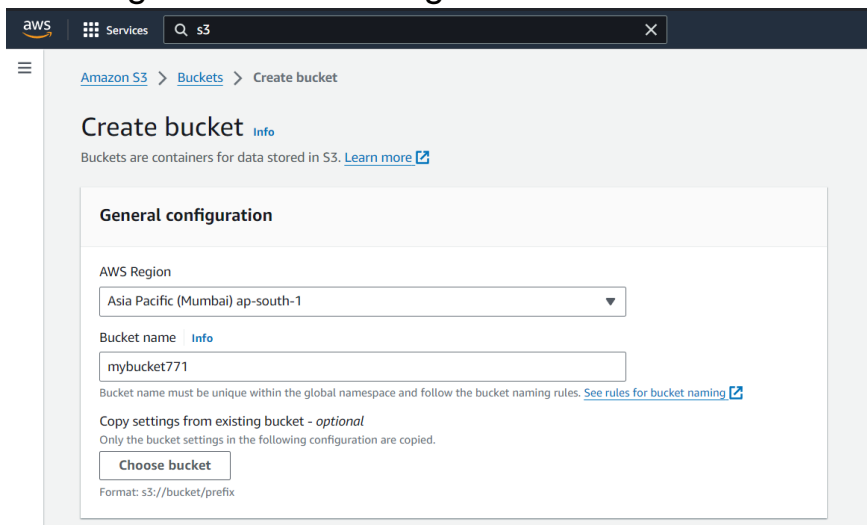 aws Services s3
Amazon S3 > Buckets > Create bucket
Create bucket Info
Buckets are containers for data stored in S3. Learn more
General configuration
AWS Region
Asia Pacific (Mumbai) ap-south-1
Bucket name Info
mybucket771
Bucket name must be unique within the global namespace and follow the bucket naming rules. See rules for bucket naming
Copy settings from existing bucket - optional
Only the bucket settings in the following configuration are copied.
Choose bucket
Format: s3://bucket/prefix